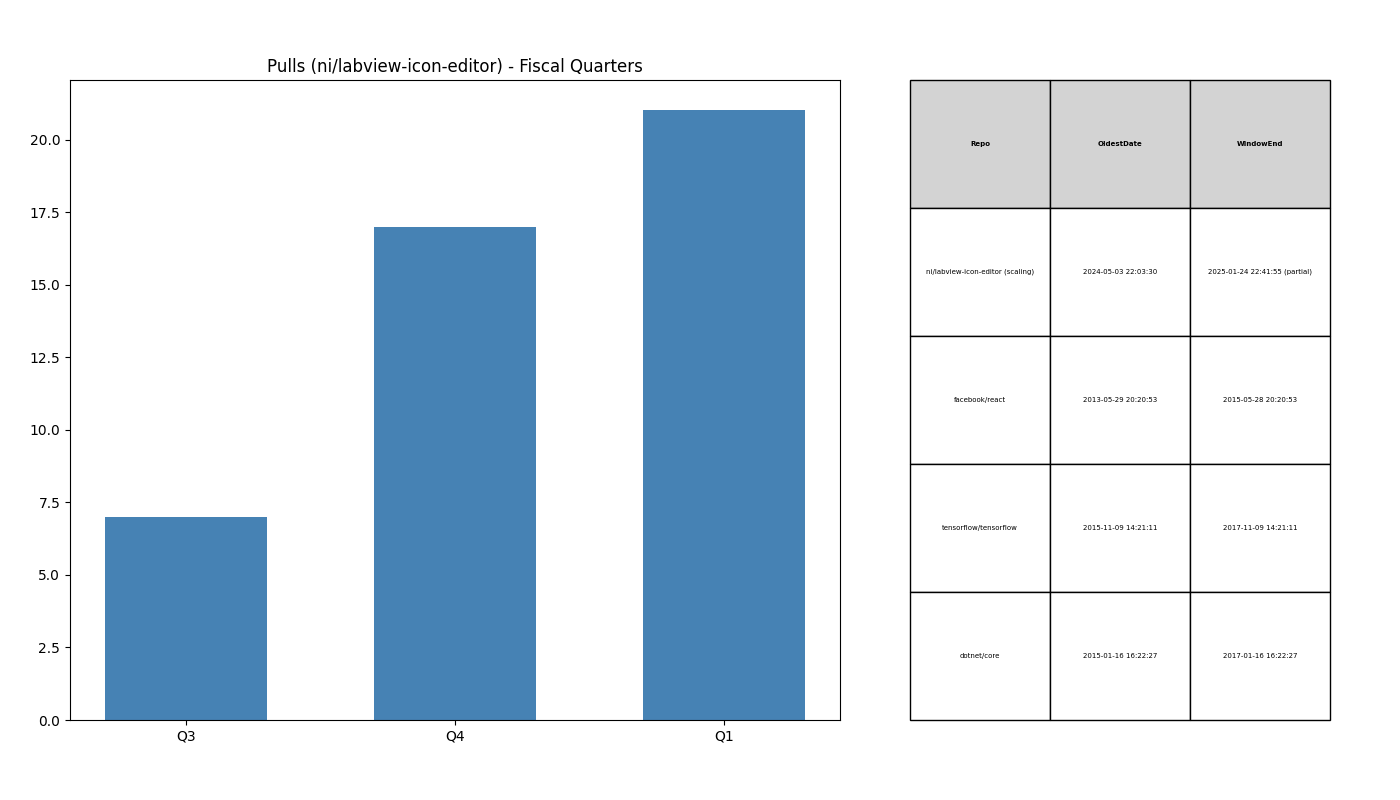 Pulls (ni/labview-icon-editor) - Fiscal Quarters
20.0
17.5
15.0
12.5
10.0
7.5
5.0
2.5
0.0
Q3 Q4 Q1
Repo OldestDate WindowEnd
ni/labview-icon-editor (scaling) 2024-05-03 22:03:30 2025-01-24 22:41:55 (partial)
facebook/react 2013-05-29 20:20:53 2015-05-28 20:20:53
tensorflow/tensorflow 2015-11-09 14:21:11 2017-11-09 14:21:11
dotnet/core 2015-01-16 16:22:27 2017-01-16 16:22:27